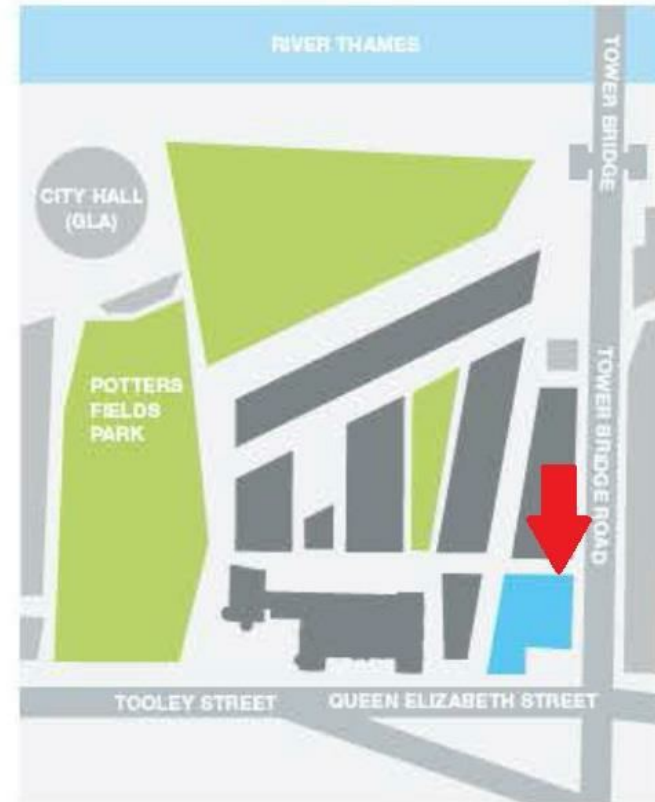 RIVER THAMES
TOWER BRIDGE
CITY HALL
(GLA)
POTTERS
FIELDS
PARK
TOWER BRIDGE ROAD
TOOLEY STREET
QUEEN ELIZABETH STREET